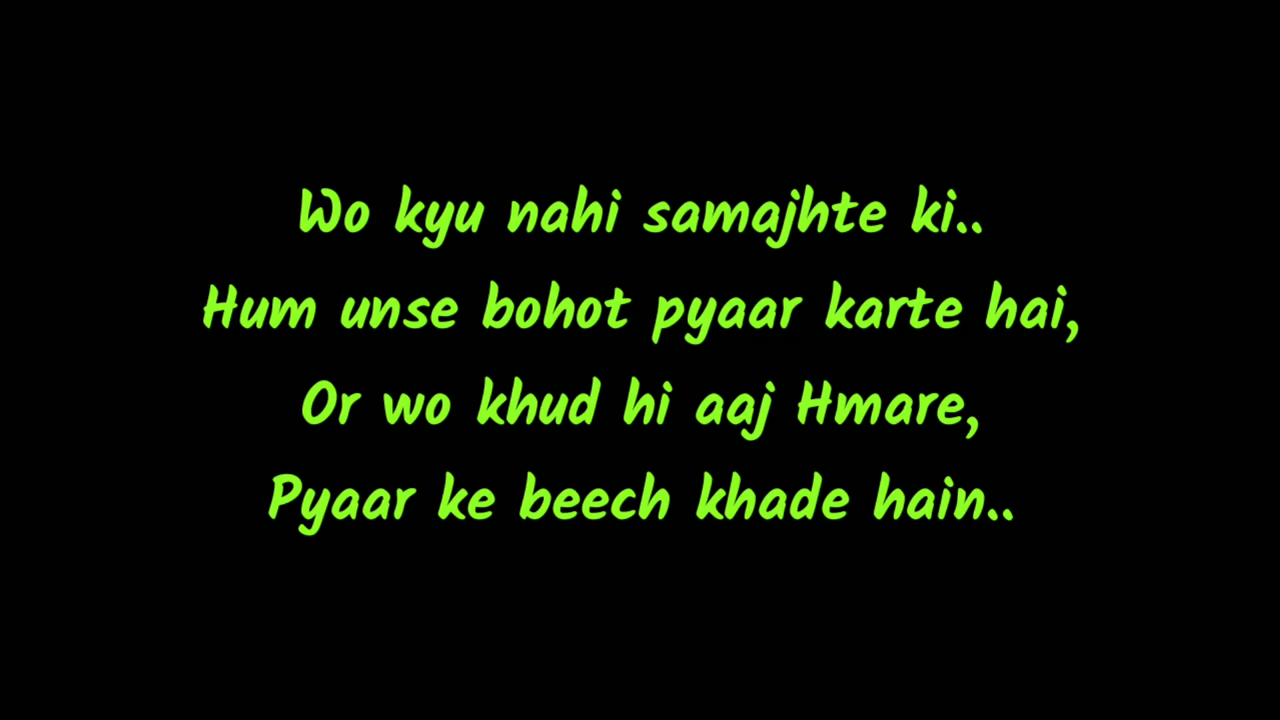 Wo kyu nahi samajhte ki..
Hum unse bohot pyaar karte hai,
Or wo khud hi aaj Hmare,
Pyaar ke beech khade hain..